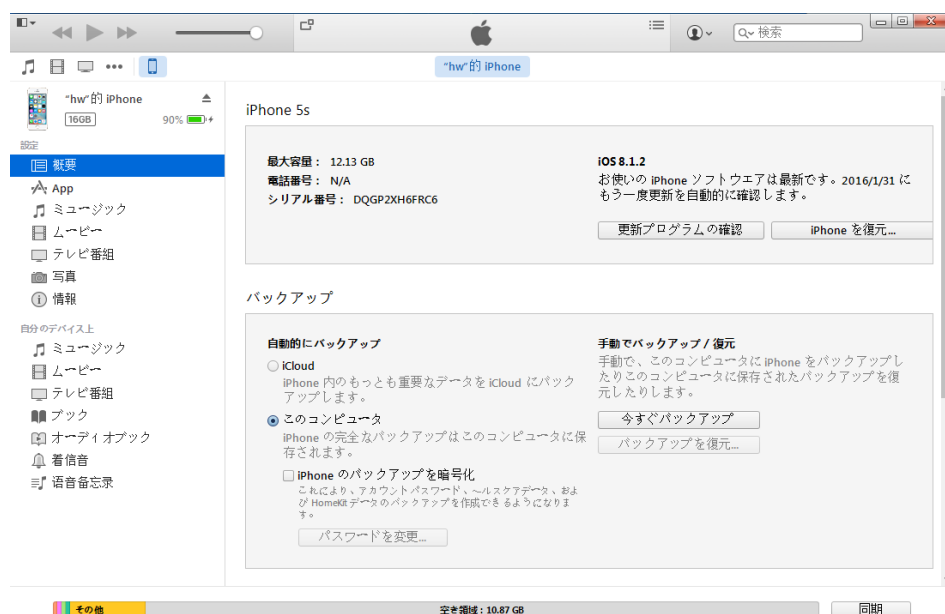 検索
"hw"的 iPhone
"hw"的 iPhone
16GB
90%
設定
概要
App
ミュージック
ムービー
テレビ番組
写真
情報
自分のデバイス上
ミュージック
ムービー
テレビ番組
ブック
オーディオブック
着信音
语音备忘录
iPhone 5s
最大容量： 12.13 GB
電話番号： N/A
シリアル番号： DQGP2XH6FRC6
iOS 8.1.2
お使いの iPhone ソフトウエアは最新です。2016/1/31 に
もう一度更新を自動的に確認します。
更新プログラムの確認
iPhone を復元...
バックアップ
自動的にバックアップ
iCloud
iPhone 内のもっとも重要なデータを iCloud にバック
アップします。
このコンピュータ
iPhone の完全なバックアップはこのコンピュータに保
存されます。
iPhone のバックアップを暗号化
これにより、アカウントパスワード、ヘルスケアデータ、およ
び HomeKit データのバックアップを作成できるようになりま
す。
パスワードを変更...
手動でバックアップ / 復元
手動で、このコンピュータに iPhone をバックアップし
たりこのコンピュータに保存されたバックアップを復
元したりします。
今すぐバックアップ
バックアップを復元...
その他
空き領域 : 10.87 GB
同期